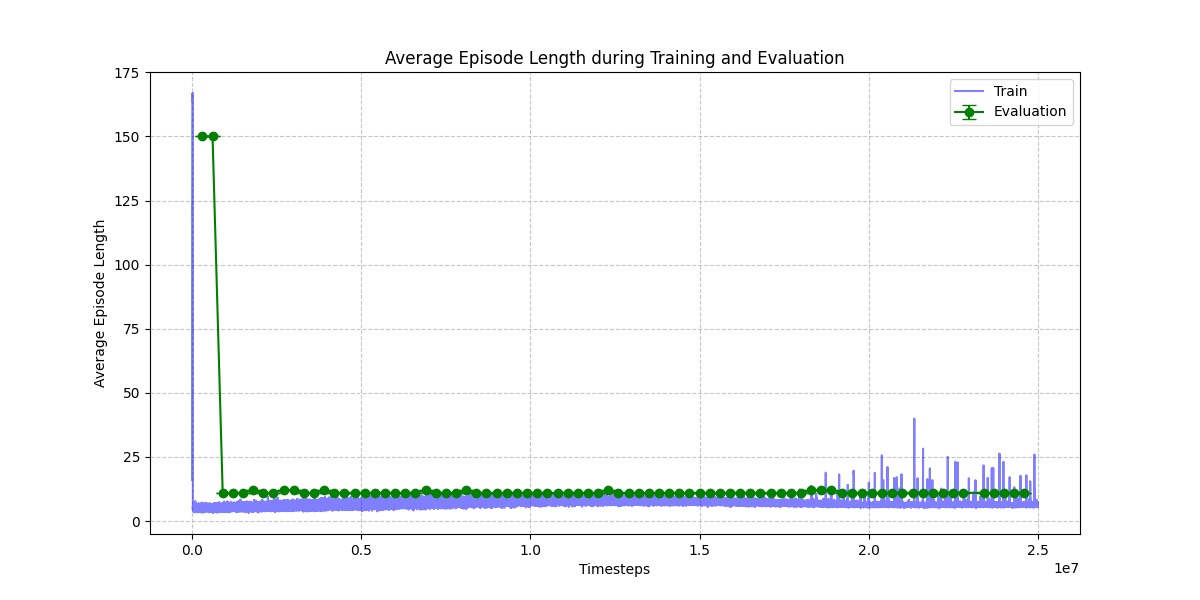 Average Episode Length during Training and Evaluation
Train
Evaluation
Average Episode Length
175
150
125
100
75
50
25
0
0.0 0.5 1.0 1.5 2.0 2.5
1e7
Timesteps